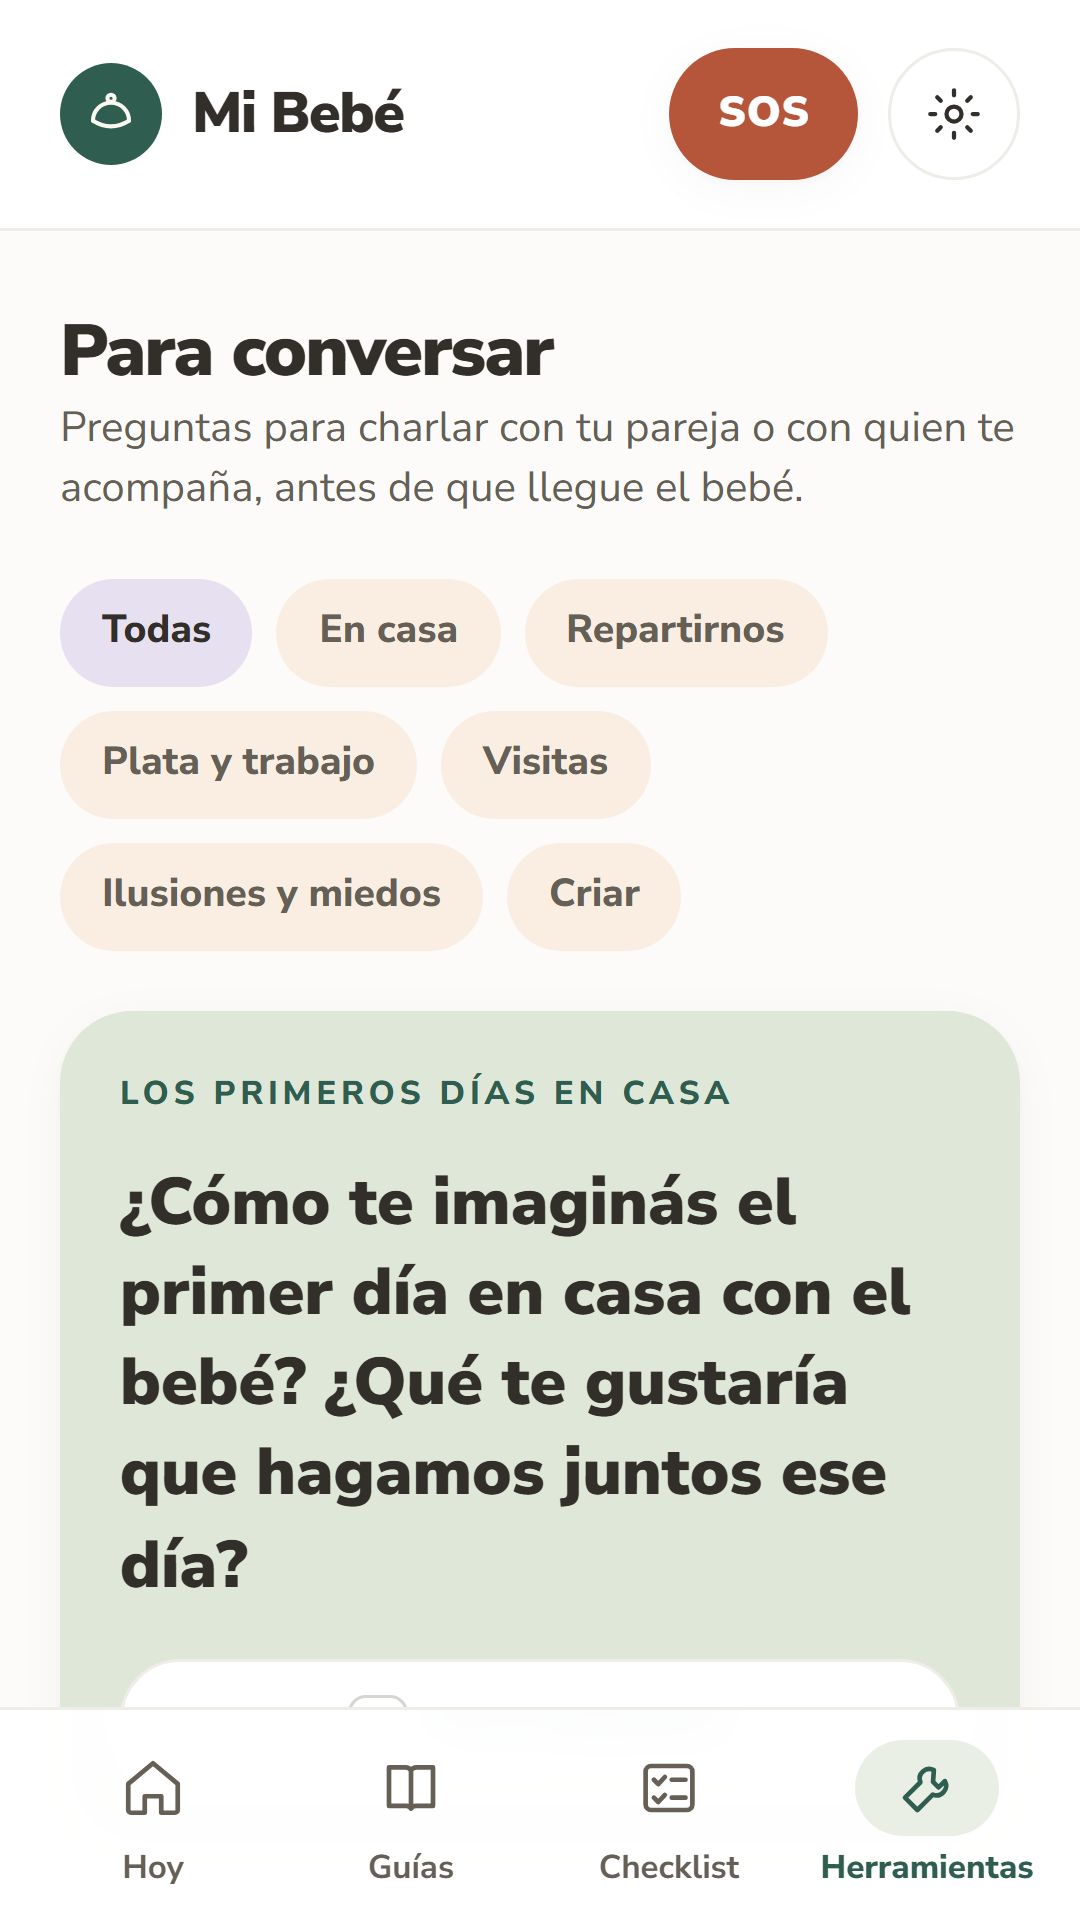 Mi Bebé
SOS
Para conversar
Preguntas para charlar con tu pareja o con quien te
acompaña, antes de que llegue el bebé.
Todas
En casa
Repartirnos
Plata y trabajo
Visitas
Ilusiones y miedos
Criar
LOS PRIMEROS DÍAS EN CASA
¿Cómo te imaginás el
primer día en casa con el
bebé? ¿Qué te gustaría
que hagamos juntos ese
día?
Hoy
Guías
Checklist
Herramientas